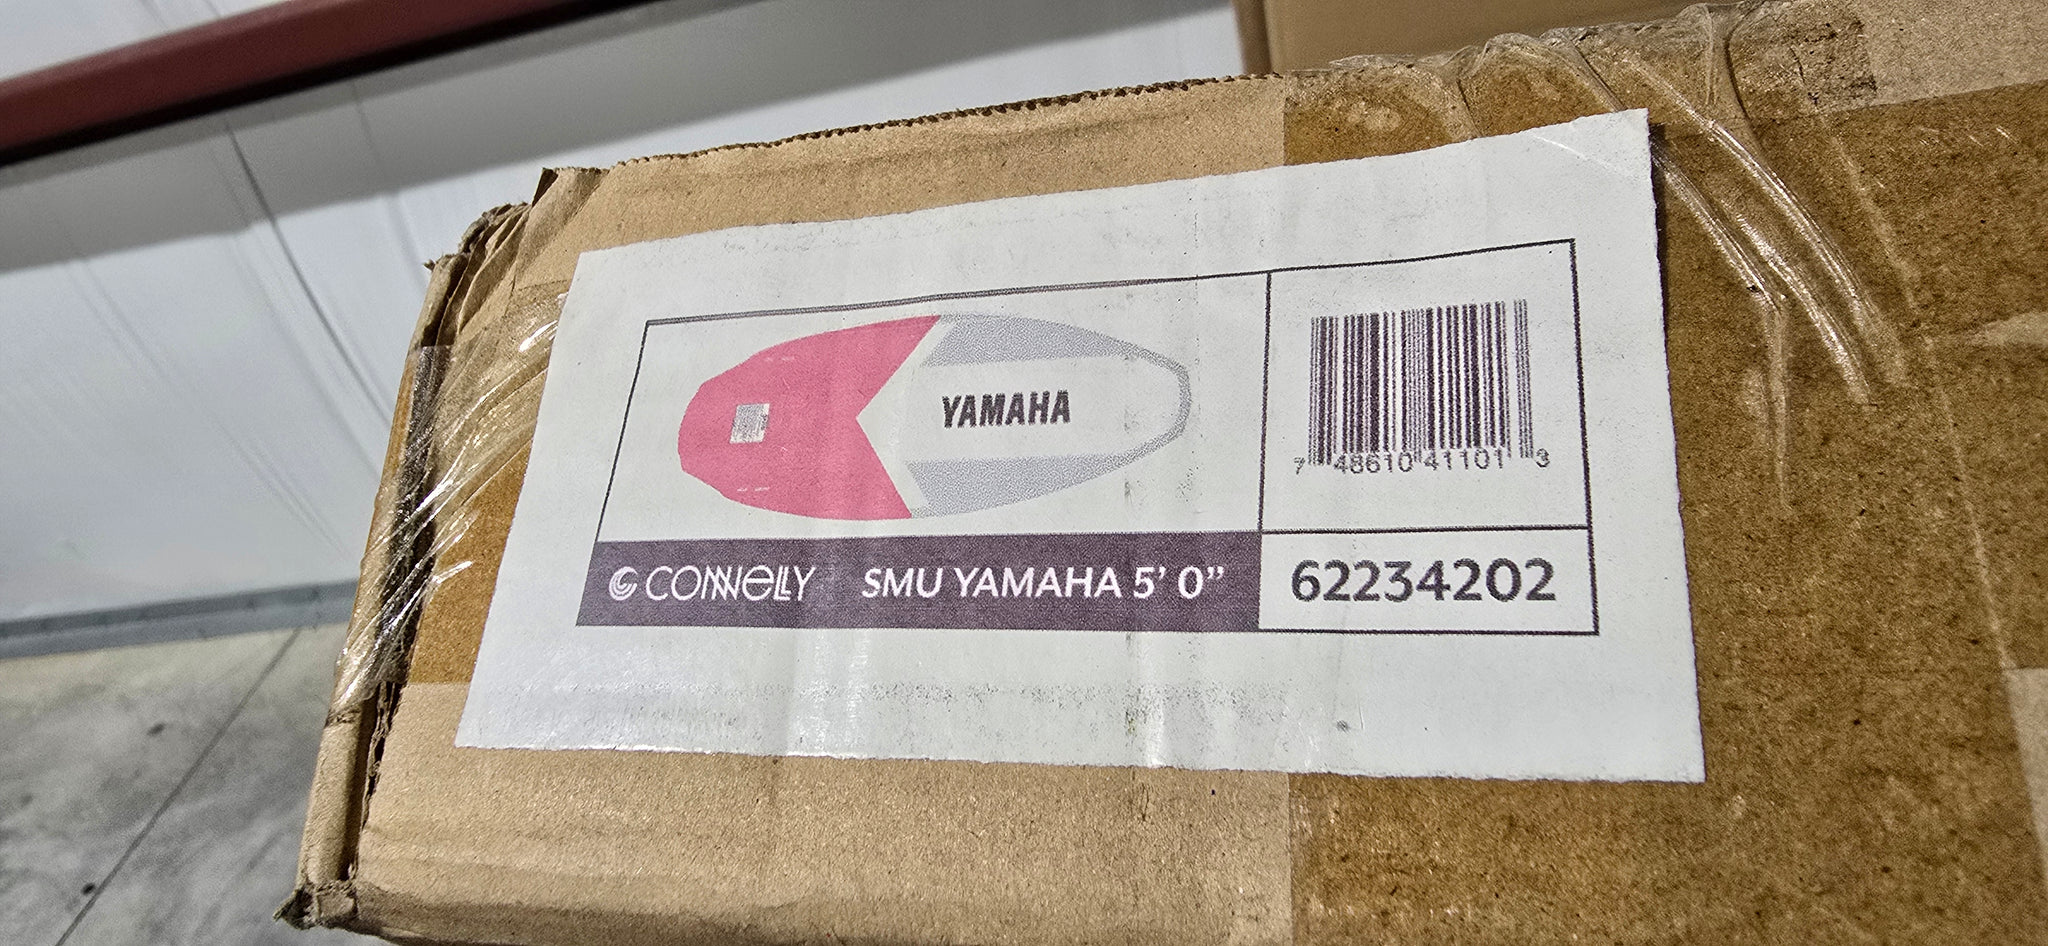 YAMAHA
7 48610 41101 3
CONNELLY SMU YAMAHA 5' 0"
62234202